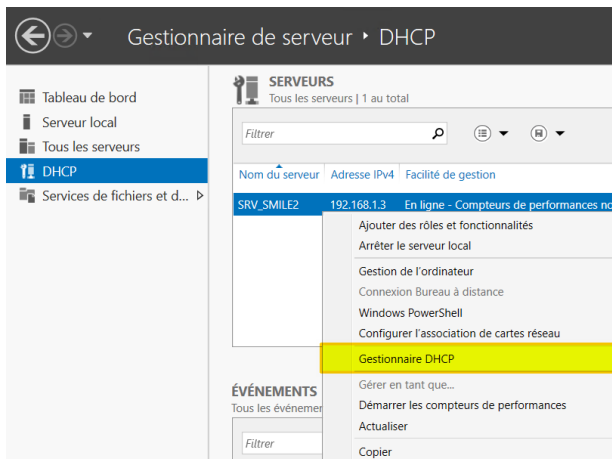 Gestionnaire de serveur ‣ DHCP
Tableau de bord
Serveur local
Tous les serveurs
DHCP
Services de fichiers et d...
SERVEURS
Tous les serveurs | 1 au total
Filtrer
Nom du serveur Adresse IPv4 Facilité de gestion
SRV_SMILE2 192.168.1.3 En ligne - Compteurs de performances no
Ajouter des rôles et fonctionnalités
Arrêter le serveur local
Gestion de l'ordinateur
Connexion Bureau à distance
Windows PowerShell
Configurer l'association de cartes réseau
Gestionnaire DHCP
Gérer en tant que...
Démarrer les compteurs de performances
Actualiser
Copier
ÉVÉNEMENTS
Tous les événemer
Filtrer